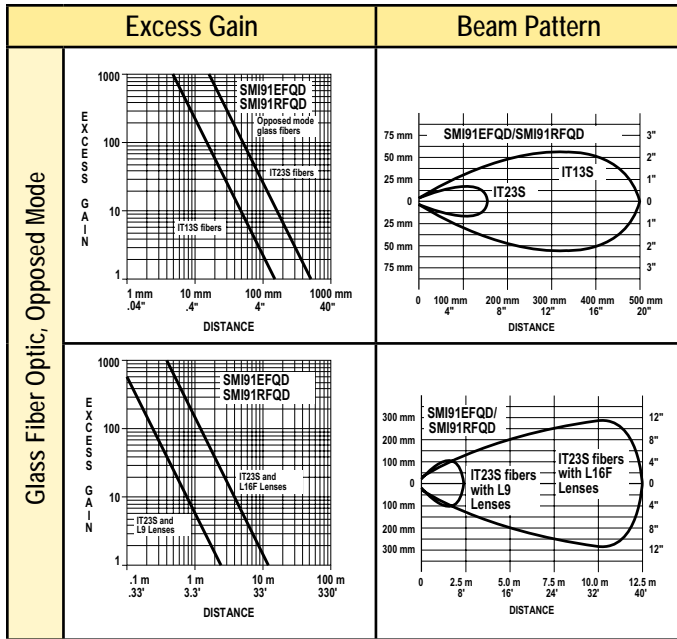 Excess Gain
Beam Pattern
Glass Fiber Optic, Opposed Mode
EXCESS GAIN
1000
100
10
1
SMI91EFQD
SMI91RFQD
Opposed mode
glass fibers
IT23S fibers
IT13S fibers
1 mm 10 mm 100 mm 1000 mm
.04" .4" 4" 40"
DISTANCE
SMI91EFQD/SMI91RFQD
75 mm 3"
50 mm 2"
25 mm 1"
0 0
25 mm 1"
50 mm 2"
75 mm 3"
IT13S
IT23S
0 100 mm 200 mm 300 mm 400 mm 500 mm
4" 8" 12" 16" 20"
DISTANCE
EXCESS GAIN
1000
100
10
1
SMI91EFQD
SMI91RFQD
IT23S and
L16F Lenses
IT23S and
L9 Lenses
.1 m 1 m 10 m 100 m
.33' 3.3' 33' 330'
DISTANCE
SMI91EFQD/
SMI91RFQD
300 mm 12"
200 mm 8"
100 mm 4"
0 0
100 mm 4"
200 mm 8"
300 mm 12"
IT23S fibers
with L9
Lenses
IT23S fibers
with L16F
Lenses
0 2.5 m 5.0 m 7.5 m 10.0 m 12.5 m
8' 16' 24' 32' 40'
DISTANCE